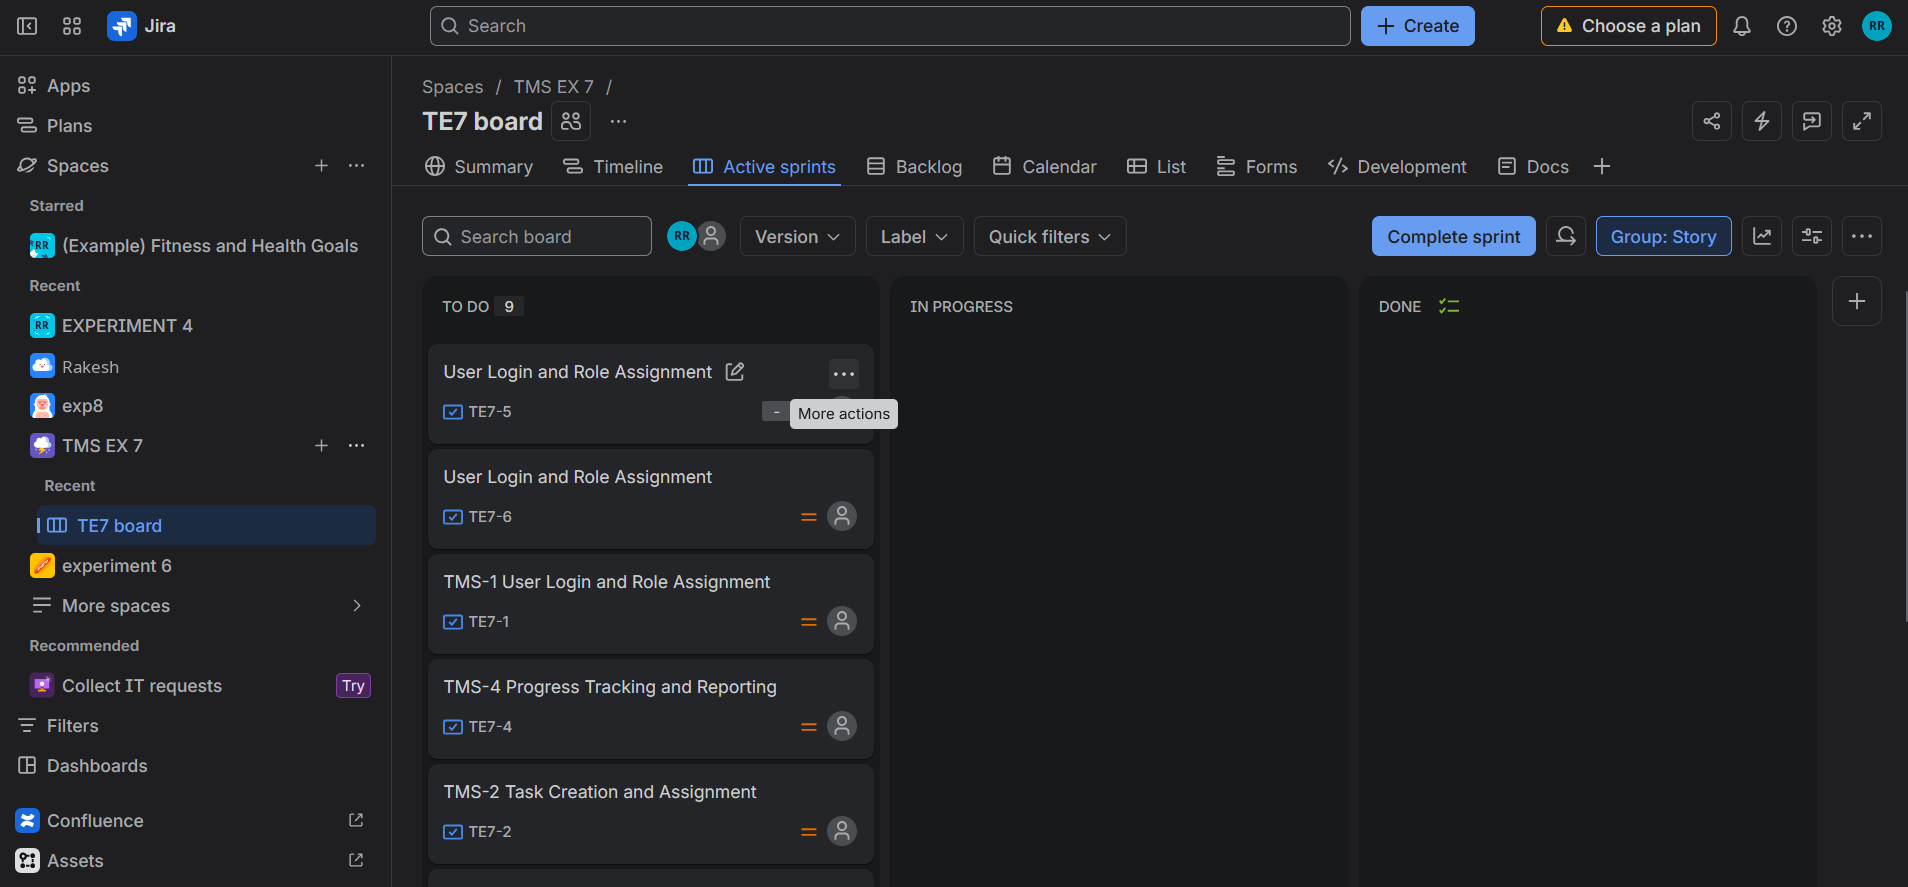 Jira
Search
Create
Choose a plan
RR
Apps
Plans
Spaces
Starred
RR (Example) Fitness and Health Goals
Recent
RR EXPERIMENT 4
Rakesh
exp8
TMS EX 7
Recent
TE7 board
experiment 6
More spaces
Recommended
Collect IT requests Try
Filters
Dashboards
Confluence
Assets
Spaces / TMS EX 7 /
TE7 board
Summary Timeline Active sprints Backlog Calendar List Forms Development Docs
Search board RR Version Label Quick filters Complete sprint Group: Story
TO DO 9
User Login and Role Assignment
TE7-5 -
More actions
User Login and Role Assignment
TE7-6
TMS-1 User Login and Role Assignment
TE7-1
TMS-4 Progress Tracking and Reporting
TE7-4
TMS-2 Task Creation and Assignment
TE7-2
IN PROGRESS
DONE